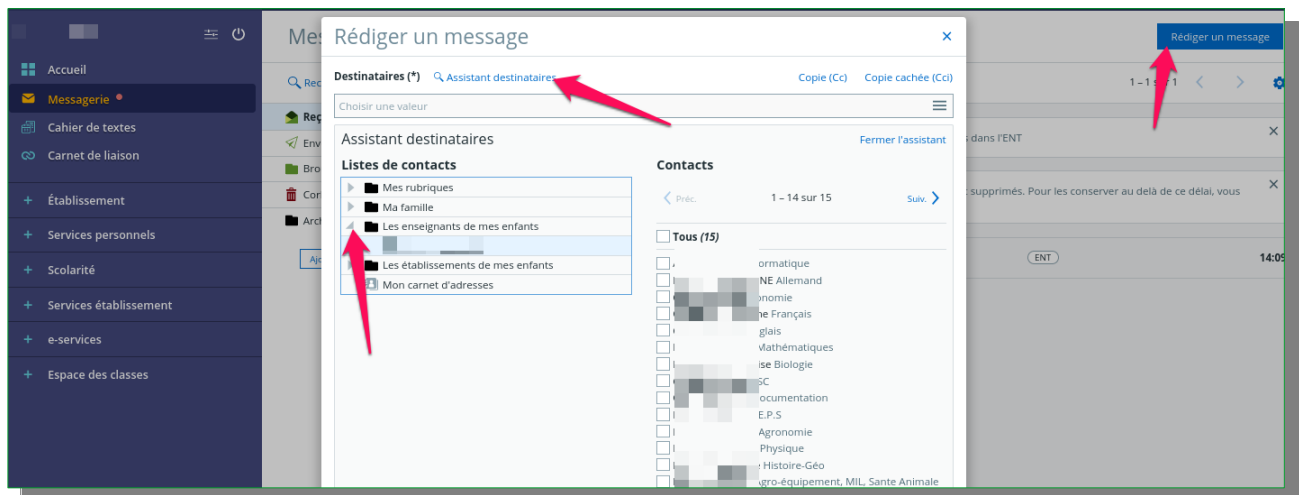 Accueil
Messagerie
Cahier de textes
Carnet de liaison
+ Établissement
+ Services personnels
+ Scolarité
+ Services établissement
+ e-services
+ Espace des classes
Rédiger un message
Rédiger un message
Destinataires (*) Assistant destinataires Copie (Cc) Copie cachée (Cci)
Choisir une valeur
Assistant destinataires Fermer l'assistant
Listes de contacts
Mes rubriques
Ma famille
Les enseignants de mes enfants
Les établissements de mes enfants
Mon carnet d'adresses
Contacts
Préc. 1 – 14 sur 15 Suiv.
Tous (15)
NE Allemand
Français
Mathématiques
Biologie
E.P.S
Agronomie
Physique
Histoire-Géo
Agro-équipement, MIL, Sante Animale
dans l'ENT
supprimés. Pour les conserver au delà de ce délai, vous
ENT 14:09